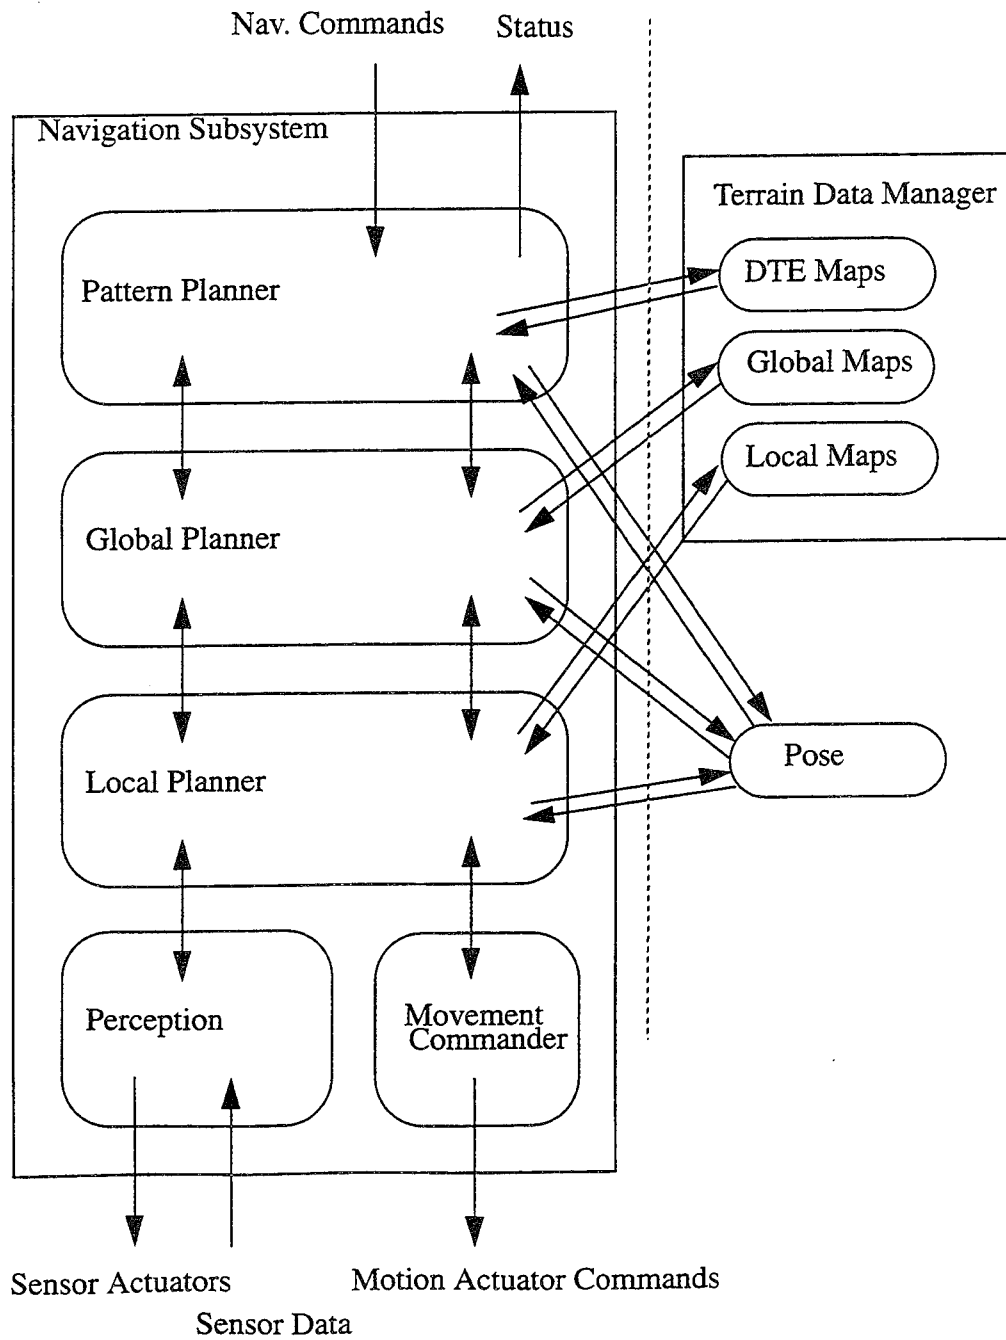 Nav. Commands
Status
Navigation Subsystem
Terrain Data Manager
Pattern Planner
DTE Maps
Global Maps
Local Maps
Global Planner
Local Planner
Pose
Perception
Movement
Commander
Sensor Actuators
Motion Actuator Commands
Sensor Data